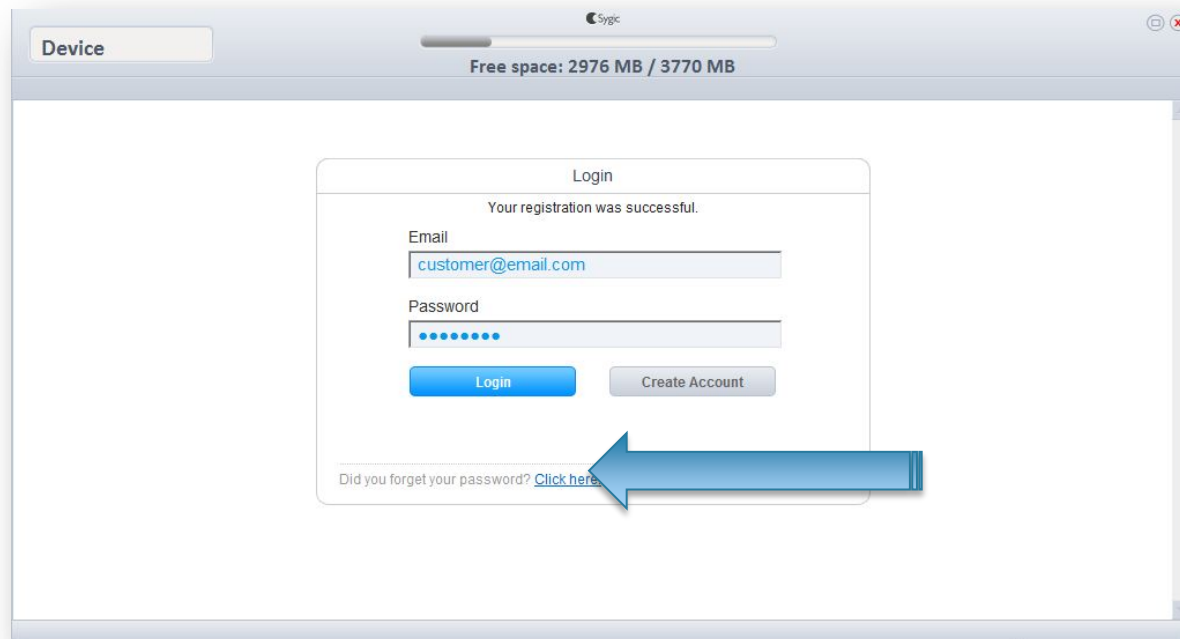 Sygic
Device
Free space: 2976 MB / 3770 MB
Login
Your registration was successful.
Email
customer@email.com
Password
●●●●●●●●
Login
Create Account
Did you forget your password? Click here